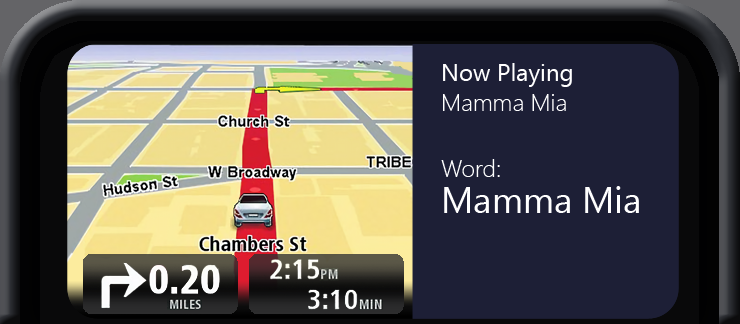 Church St
W Broadway
TRIBE
Hudson St
Chambers St
0.20
MILES
2:15PM
3:10MIN
Now Playing
Mamma Mia
Word:
Mamma Mia